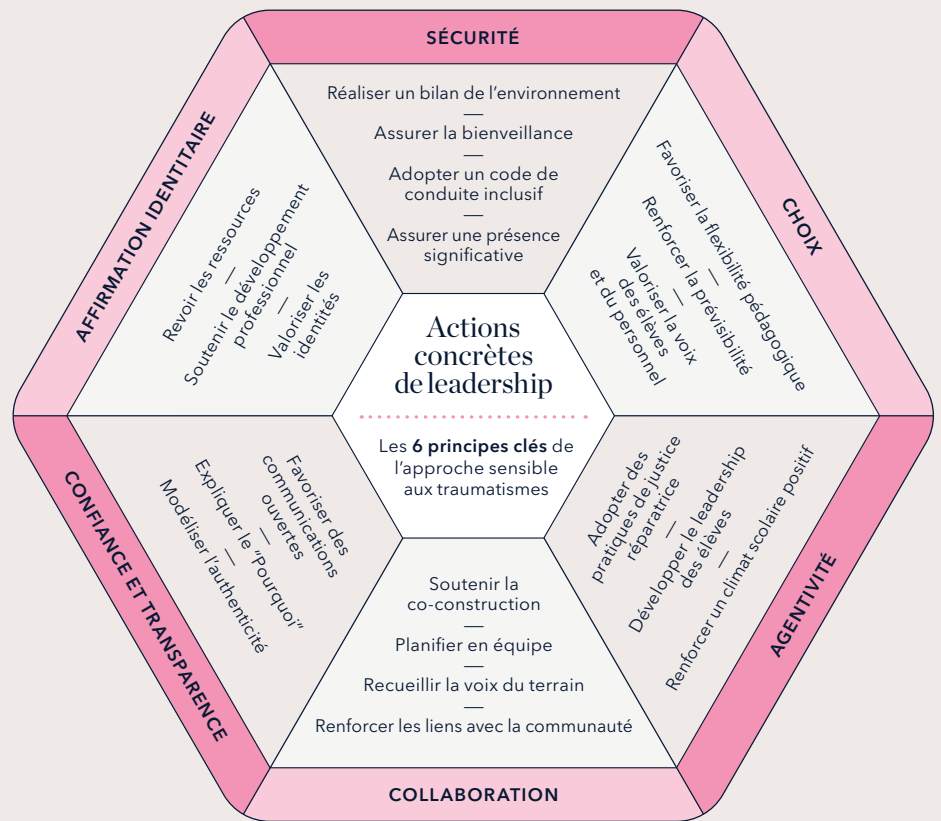 SÉCURITÉ
Réaliser un bilan de l’environnement
—
Assurer la bienveillance
—
Adopter un code de
conduite inclusif
—
Assurer une présence
significative
CHOIX
Favoriser la flexibilité pédagogique
—
Renforcer la prévisibilité
—
Valoriser la voix
des élèves
et du personnel
AGENTIVITÉ
Adopter des
pratiques de justice
réparatrice
—
Développer le leadership
des élèves
—
Renforcer un climat scolaire positif
COLLABORATION
Soutenir la
co-construction
—
Planifier en équipe
—
Recueillir la voix du terrain
—
Renforcer les liens avec la communauté
CONFIANCE ET TRANSPARENCE
Favoriser des
communications
ouvertes
—
Expliquer le "Pourquoi"
—
Modéliser l’authenticité
AFFIRMATION IDENTITAIRE
Revoir les ressources
—
Soutenir le développement
professionnel
—
Valoriser les
identités
Actions
concrètes
de leadership
Les 6 principes clés de
l’approche sensible
aux traumatismes